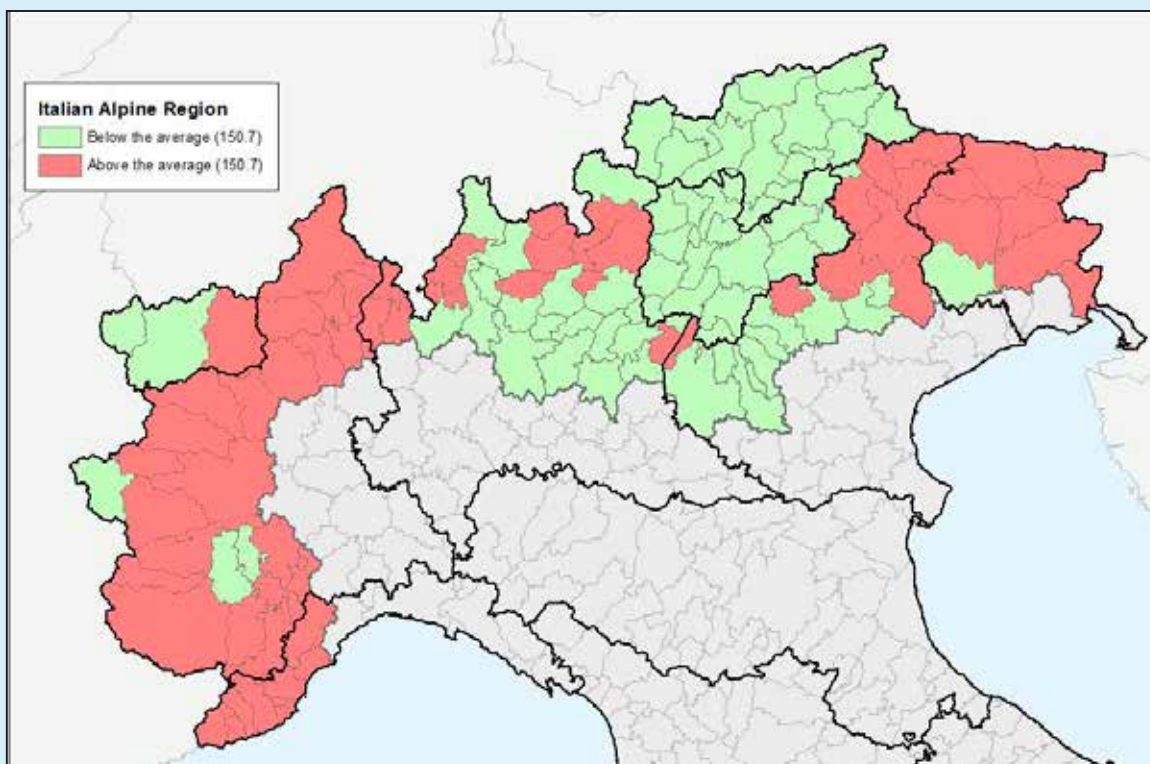 Italian Alpine Region
Below the average (150.7)
Above the average (150.7)